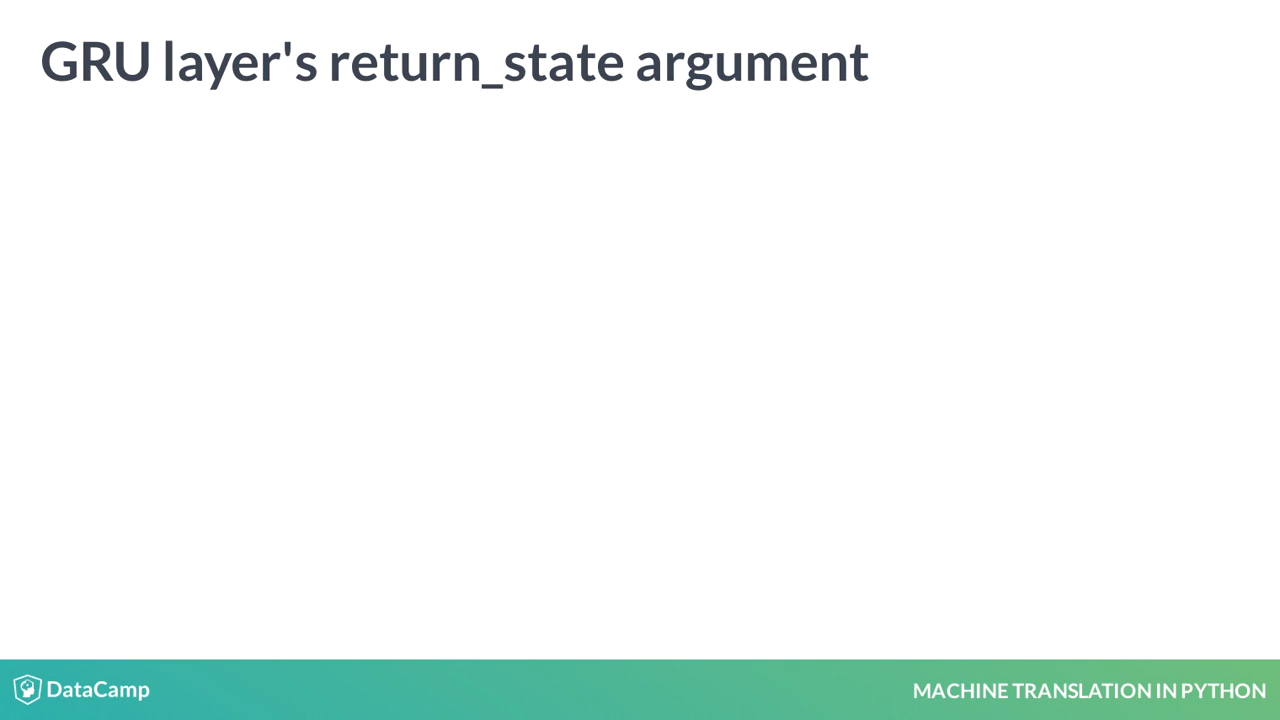 GRU layer's return_state argument
DataCamp
MACHINE TRANSLATION IN PYTHON